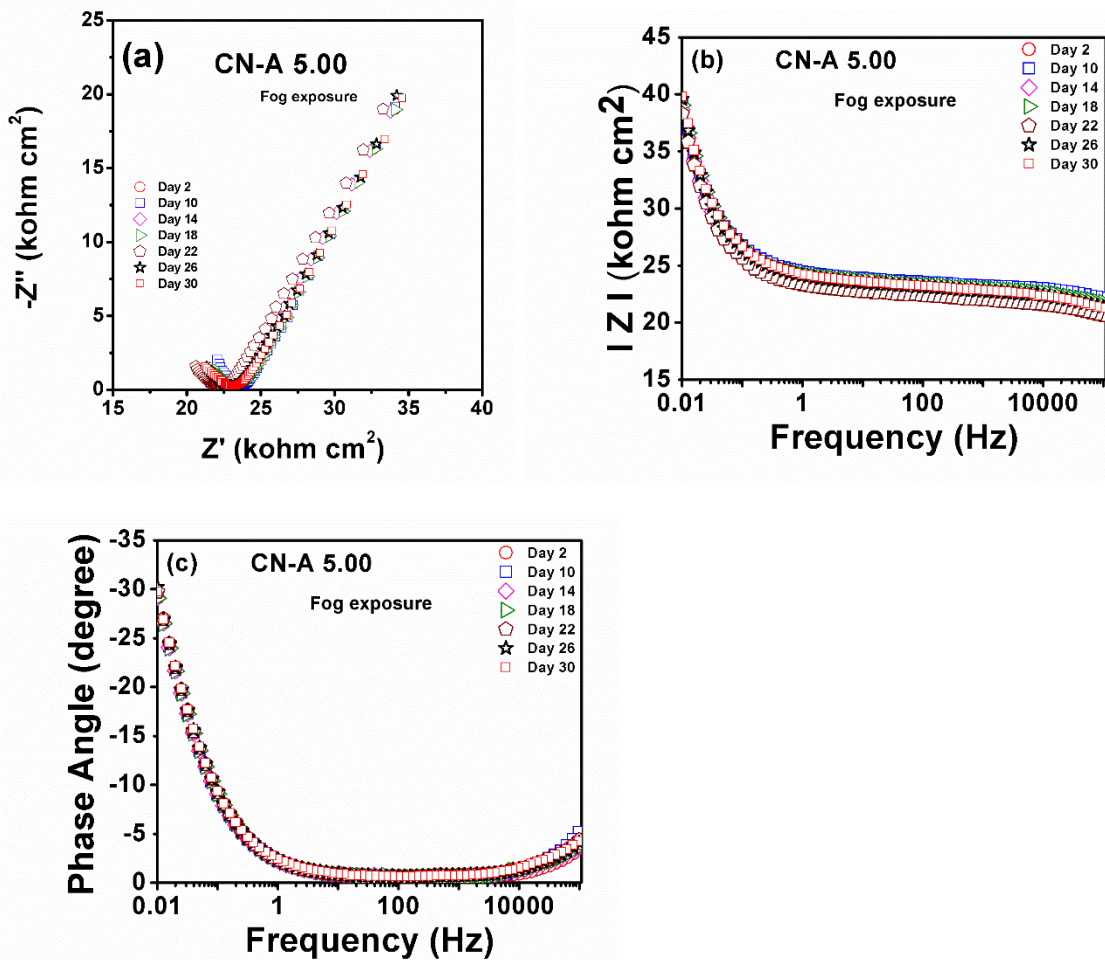 (a)
CN-A 5.00
Fog exposure
Day 2
Day 10
Day 14
Day 18
Day 22
Day 26
Day 30
-Z'' (kohm cm²)
25
20
15
10
5
0
15 20 25 30 35 40
Z' (kohm cm²)
(b) CN-A 5.00
Fog exposure
Day 2
Day 10
Day 14
Day 18
Day 22
Day 26
Day 30
I Z I (kohm cm²)
45
40
35
30
25
20
15
0.01 1 100 10000
Frequency (Hz)
(c) CN-A 5.00
Fog exposure
Day 2
Day 10
Day 14
Day 18
Day 22
Day 26
Day 30
Phase Angle (degree)
-35
-30
-25
-20
-15
-10
-5
0
0.01 1 100 10000
Frequency (Hz)